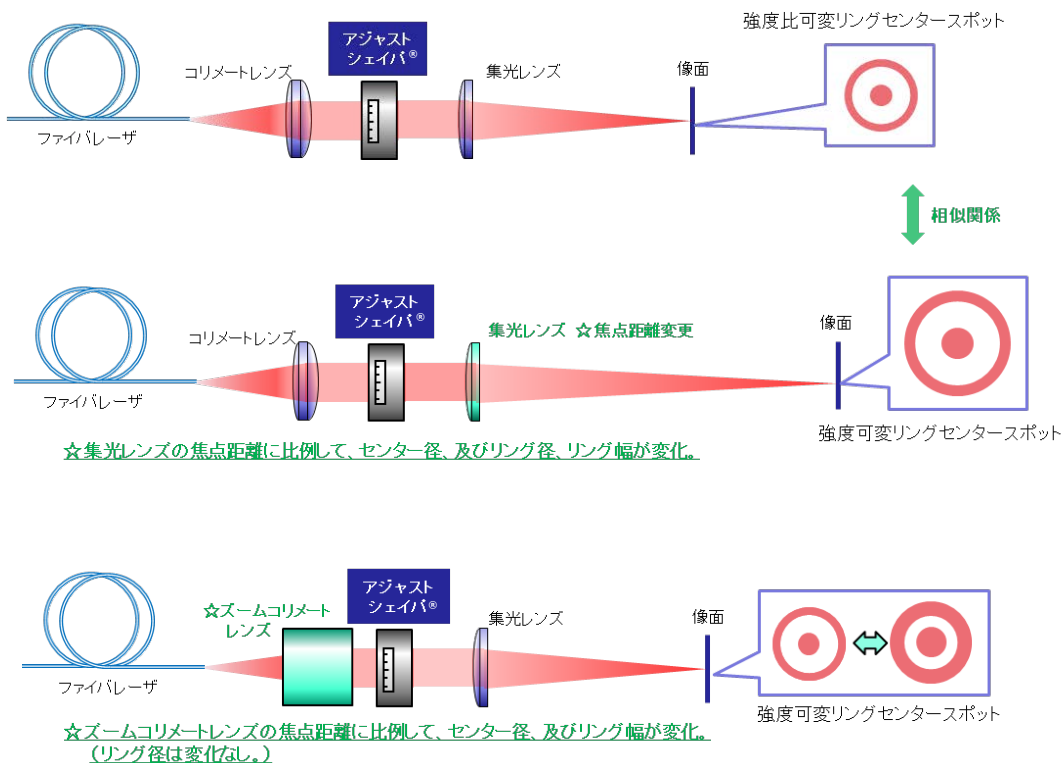 強度比可変リングセンタースポット
アジャスト
シェイパ®
コリメートレンズ
集光レンズ
像面
ファイバレーザ
相似関係
アジャスト
シェイパ®
コリメートレンズ
集光レンズ ☆焦点距離変更
像面
ファイバレーザ
強度可変リングセンタースポット
☆集光レンズの焦点距離に比例して、センター径、及びリング径、リング幅が変化。
アジャスト
シェイパ®
☆ズームコリメート
レンズ
集光レンズ
像面
ファイバレーザ
強度可変リングセンタースポット
☆ズームコリメートレンズの焦点距離に比例して、センター径、及びリング幅が変化。
（リング径は変化なし。）